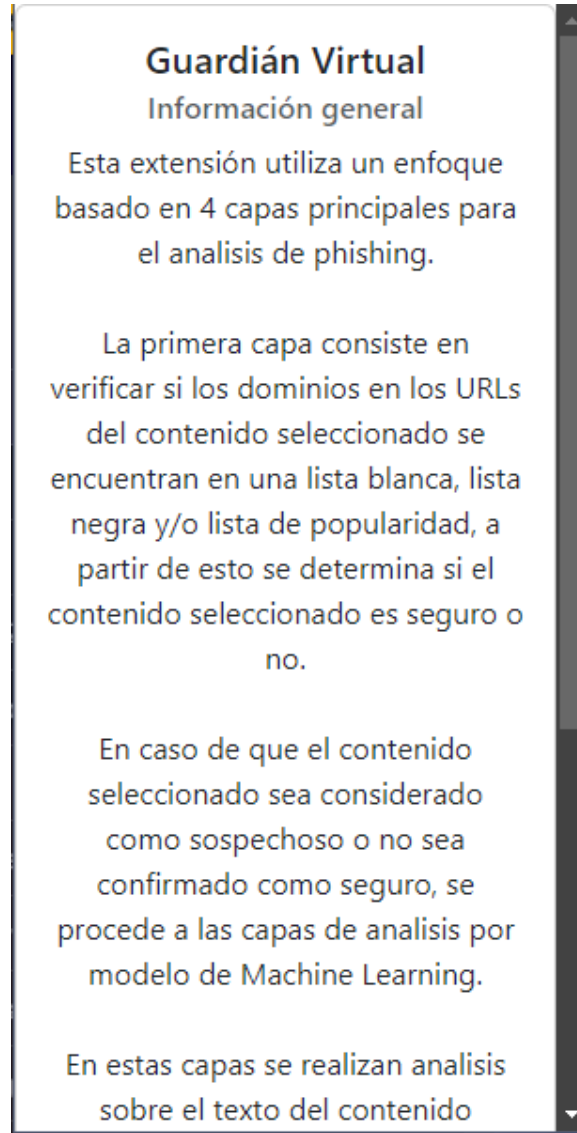 Guardián Virtual
Información general
Esta extensión utiliza un enfoque
basado en 4 capas principales para
el analisis de phishing.
La primera capa consiste en
verificar si los dominios en los URLs
del contenido seleccionado se
encuentran en una lista blanca, lista
negra y/o lista de popularidad, a
partir de esto se determina si el
contenido seleccionado es seguro o
no.
En caso de que el contenido
seleccionado sea considerado
como sospechoso o no sea
confirmado como seguro, se
procede a las capas de analisis por
modelo de Machine Learning.
En estas capas se realizan analisis
sobre el texto del contenido